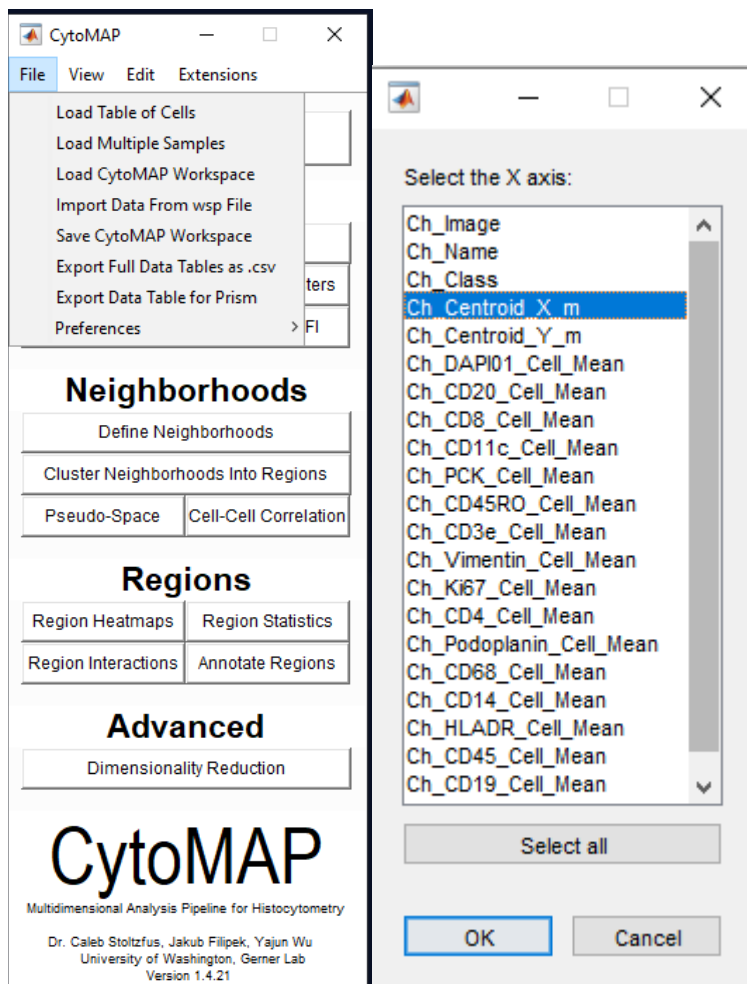 CytoMAP
File View Edit Extensions
Load Table of Cells
Load Multiple Samples
Load CytoMAP Workspace
Import Data From wsp File
Save CytoMAP Workspace
Export Full Data Tables as .csv
ters
Export Data Table for Prism
Preferences
FI
Neighborhoods
Define Neighborhoods
Cluster Neighborhoods Into Regions
Pseudo-Space Cell-Cell Correlation
Regions
Region Heatmaps Region Statistics
Region Interactions Annotate Regions
Advanced
Dimensionality Reduction
CytoMAP
Multidimensional Analysis Pipeline for Histocytometry
Dr. Caleb Stoltzfus, Jakub Filipek, Yajun Wu
University of Washington, Gerner Lab
Version 1.4.21
Select the X axis:
Ch_Image
Ch_Name
Ch_Class
Ch_Centroid_X_m
Ch_Centroid_Y_m
Ch_DAPI01_Cell_Mean
Ch_CD20_Cell_Mean
Ch_CD8_Cell_Mean
Ch_CD11c_Cell_Mean
Ch_PCK_Cell_Mean
Ch_CD45RO_Cell_Mean
Ch_CD3e_Cell_Mean
Ch_Vimentin_Cell_Mean
Ch_Ki67_Cell_Mean
Ch_CD4_Cell_Mean
Ch_Podoplanin_Cell_Mean
Ch_CD68_Cell_Mean
Ch_CD14_Cell_Mean
Ch_HLADR_Cell_Mean
Ch_CD45_Cell_Mean
Ch_CD19_Cell_Mean
Select all
OK Cancel